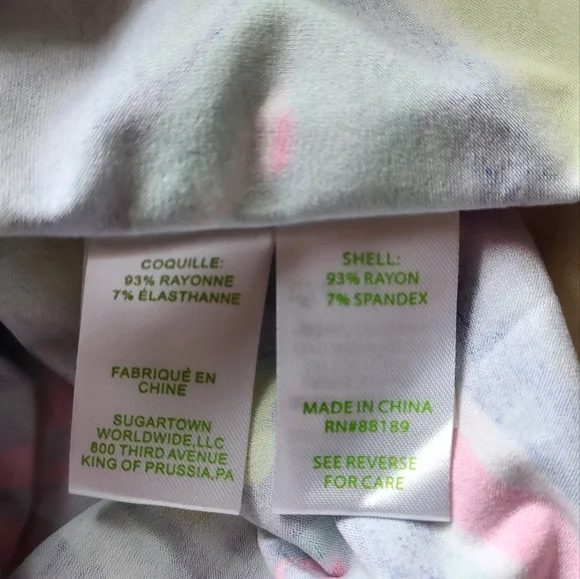 COQUILLE:
93% RAYONNE
7% ÉLASTHANNE
FABRIQUÉ EN
CHINE
SUGARTOWN
WORLDWIDE,LLC
800 THIRD AVENUE
KING OF PRUSSIA,PA
SHELL:
93% RAYON
7% SPANDEX
MADE IN CHINA
RN#88189
SEE REVERSE
FOR CARE